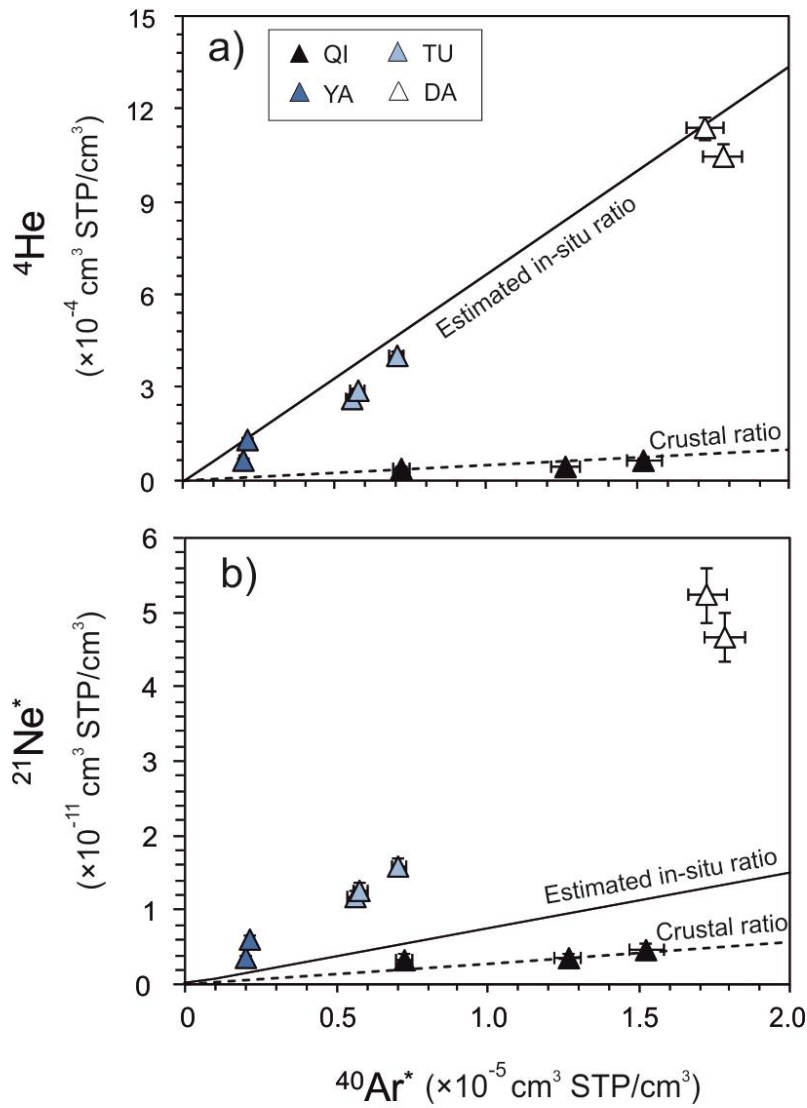 a)
QI TU
YA DA
15
12
9
6
3
0
⁴He
(×10⁻⁴ cm³ STP/cm³)
Estimated in-situ ratio
Crustal ratio
b)
6
5
4
3
2
1
0
²¹Ne*
(×10⁻¹¹ cm³ STP/cm³)
Estimated in-situ ratio
Crustal ratio
0 0.5 1.0 1.5 2.0
⁴⁰Ar* (×10⁻⁵ cm³ STP/cm³)